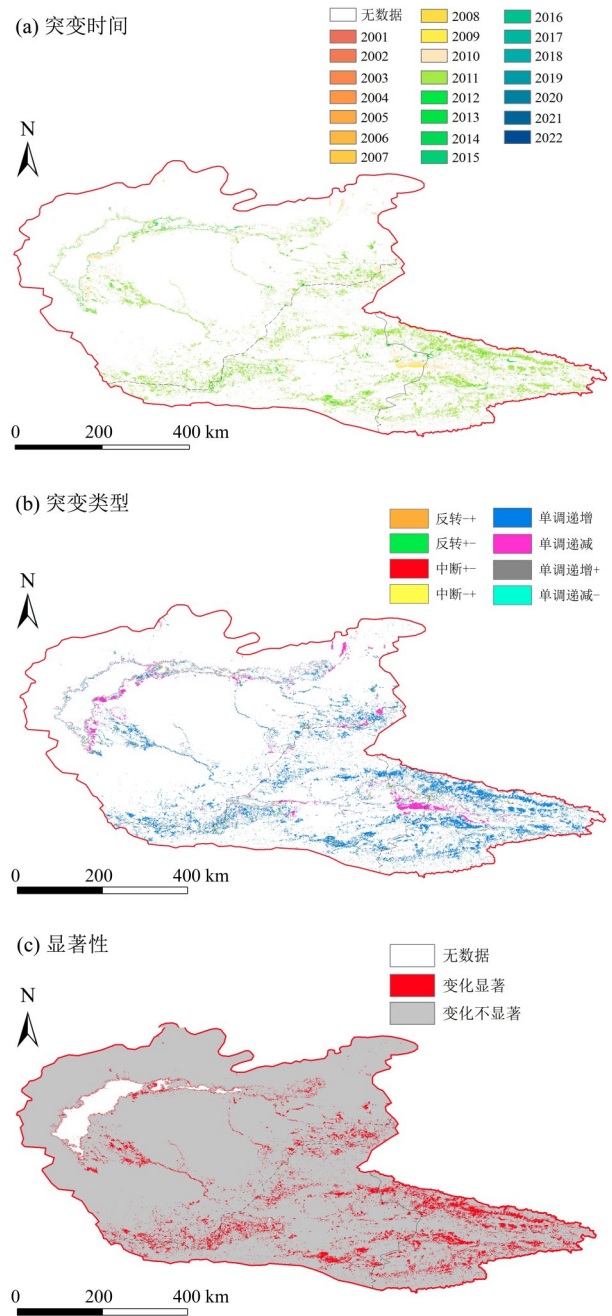 (a) 突变时间
无数据 2008 2016
2001 2009 2017
2002 2010 2018
2003 2011 2019
2004 2012 2020
2005 2013 2021
2006 2014 2022
2007 2015
N
0 200 400 km
(b) 突变类型
反转-+ 单调递增
反转+- 单调递减
中断+- 单调递增+
中断-+ 单调递减-
N
0 200 400 km
(c) 显著性
无数据
变化显著
变化不显著
N
0 200 400 km